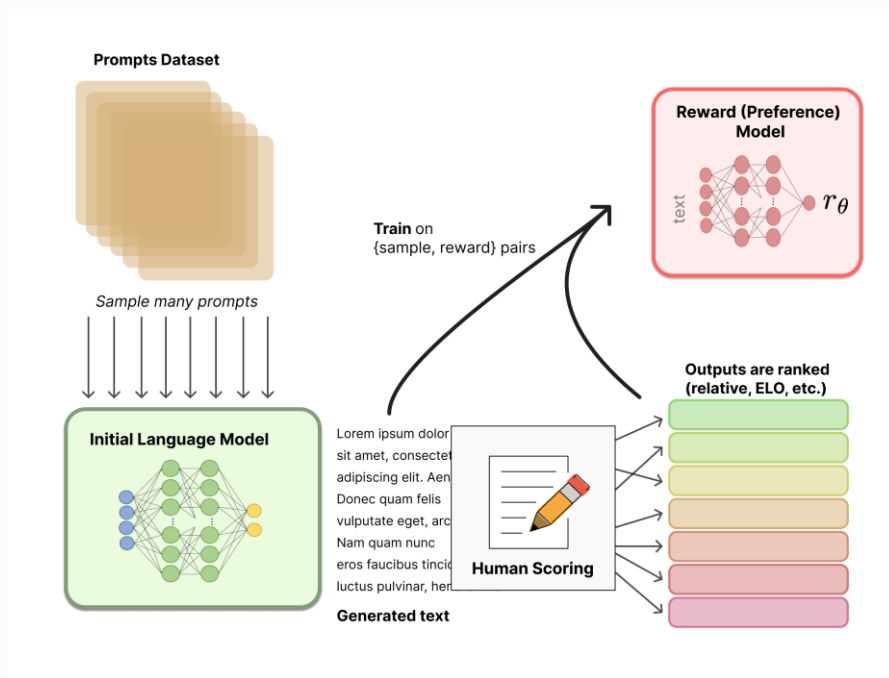 Prompts Dataset
Sample many prompts
Initial Language Model
Train on
{sample, reward} pairs
Reward (Preference)
Model
text
r_θ
Lorem ipsum dolor
sit amet, consectet
adipiscing elit. Aen
Donec quam felis
vulputate eget, arc
Nam quam nunc
eros faucibus tincid
luctus pulvinar, hen
Generated text
Human Scoring
Outputs are ranked
(relative, ELO, etc.)